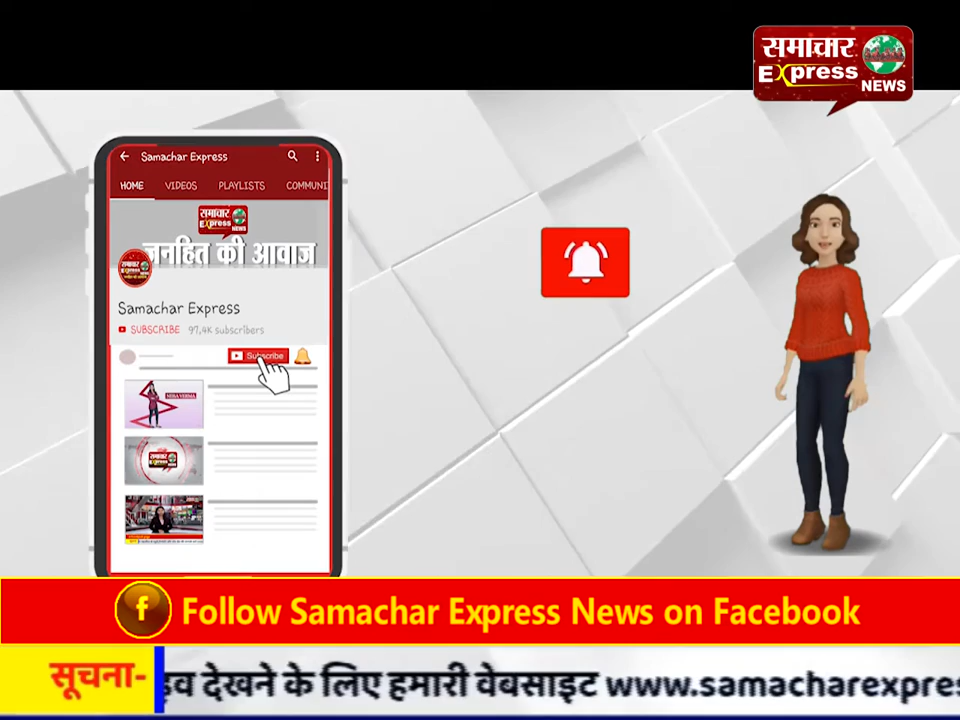 समाचार
Express
NEWS
Samachar Express
HOME VIDEOS PLAYLISTS COMMUNI
समाचार
Express
NEWS
जनहित की आवाज
Samachar Express
SUBSCRIBE 97.4K subscribers
Subscribe
Follow Samachar Express News on Facebook
सूचना-
इव देखने के लिए हमारी वेबसाइट www.samacharexpres